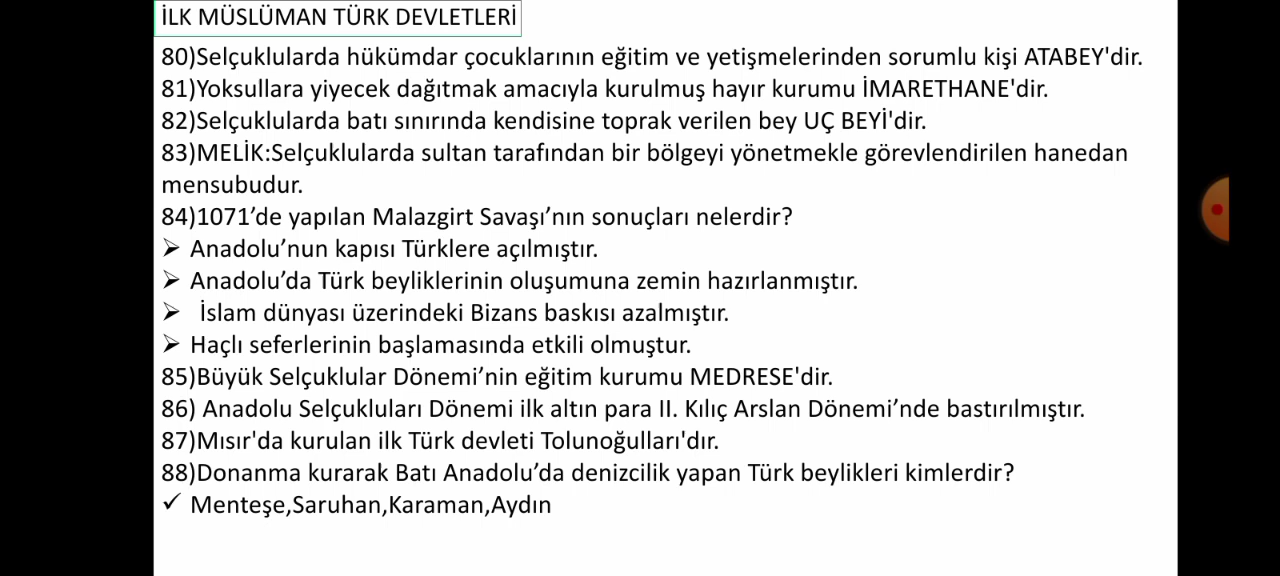 İLK MÜSLÜMAN TÜRK DEVLETLERİ
80)Selçuklularda hükümdar çocuklarının eğitim ve yetişmelerinden sorumlu kişi ATABEY'dir.
81)Yoksullara yiyecek dağıtmak amacıyla kurulmuş hayır kurumu İMARETHANE'dir.
82)Selçuklularda batı sınırında kendisine toprak verilen bey UÇ BEYİ'dir.
83)MELİK:Selçuklularda sultan tarafından bir bölgeyi yönetmekle görevlendirilen hanedan
mensubudur.
84)1071’de yapılan Malazgirt Savaşı’nın sonuçları nelerdir?
➢ Anadolu’nun kapısı Türklere açılmıştır.
➢ Anadolu’da Türk beyliklerinin oluşumuna zemin hazırlanmıştır.
➢ İslam dünyası üzerindeki Bizans baskısı azalmıştır.
➢ Haçlı seferlerinin başlamasında etkili olmuştur.
85)Büyük Selçuklular Dönemi’nin eğitim kurumu MEDRESE'dir.
86) Anadolu Selçukluları Dönemi ilk altın para II. Kılıç Arslan Dönemi’nde bastırılmıştır.
87)Mısır'da kurulan ilk Türk devleti Tolunoğulları'dır.
88)Donanma kurarak Batı Anadolu’da denizcilik yapan Türk beylikleri kimlerdir?
✓ Menteşe,Saruhan,Karaman,Aydın